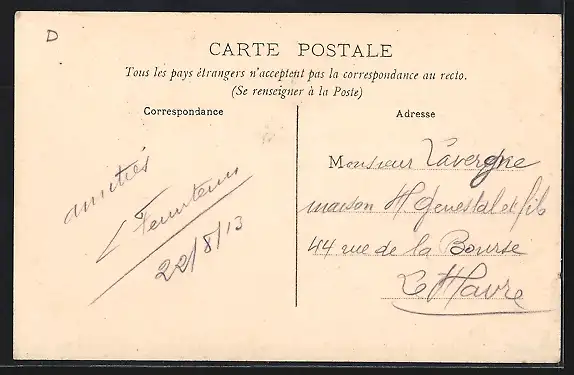 D
CARTE POSTALE
Tous les pays étrangers n'acceptent pas la correspondance au recto.
(Se renseigner à la Poste)
Correspondance
amitiés
22/8/13
Adresse
Monsieur Lavergne
maison H Genestal et fils
44 rue de la Bourse
Le Havre